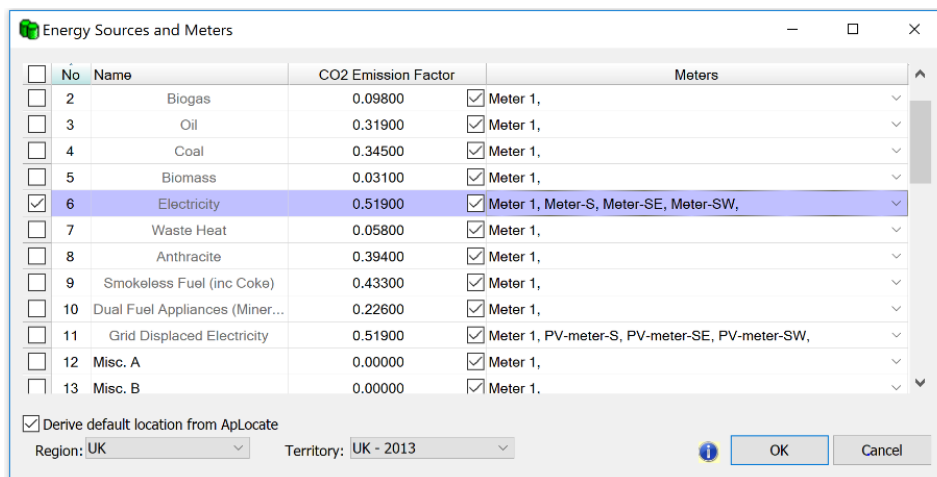 Energy Sources and Meters
No Name CO2 Emission Factor Meters
2 Biogas 0.09800 Meter 1,
3 Oil 0.31900 Meter 1,
4 Coal 0.34500 Meter 1,
5 Biomass 0.03100 Meter 1,
6 Electricity 0.51900 Meter 1, Meter-S, Meter-SE, Meter-SW,
7 Waste Heat 0.05800 Meter 1,
8 Anthracite 0.39400 Meter 1,
9 Smokeless Fuel (inc Coke) 0.43300 Meter 1,
10 Dual Fuel Appliances (Miner... 0.22600 Meter 1,
11 Grid Displaced Electricity 0.51900 Meter 1, PV-meter-S, PV-meter-SE, PV-meter-SW,
12 Misc. A 0.00000 Meter 1,
13 Misc. B 0.00000 Meter 1,
Derive default location from ApLocate
Region: UK Territory: UK - 2013 OK Cancel